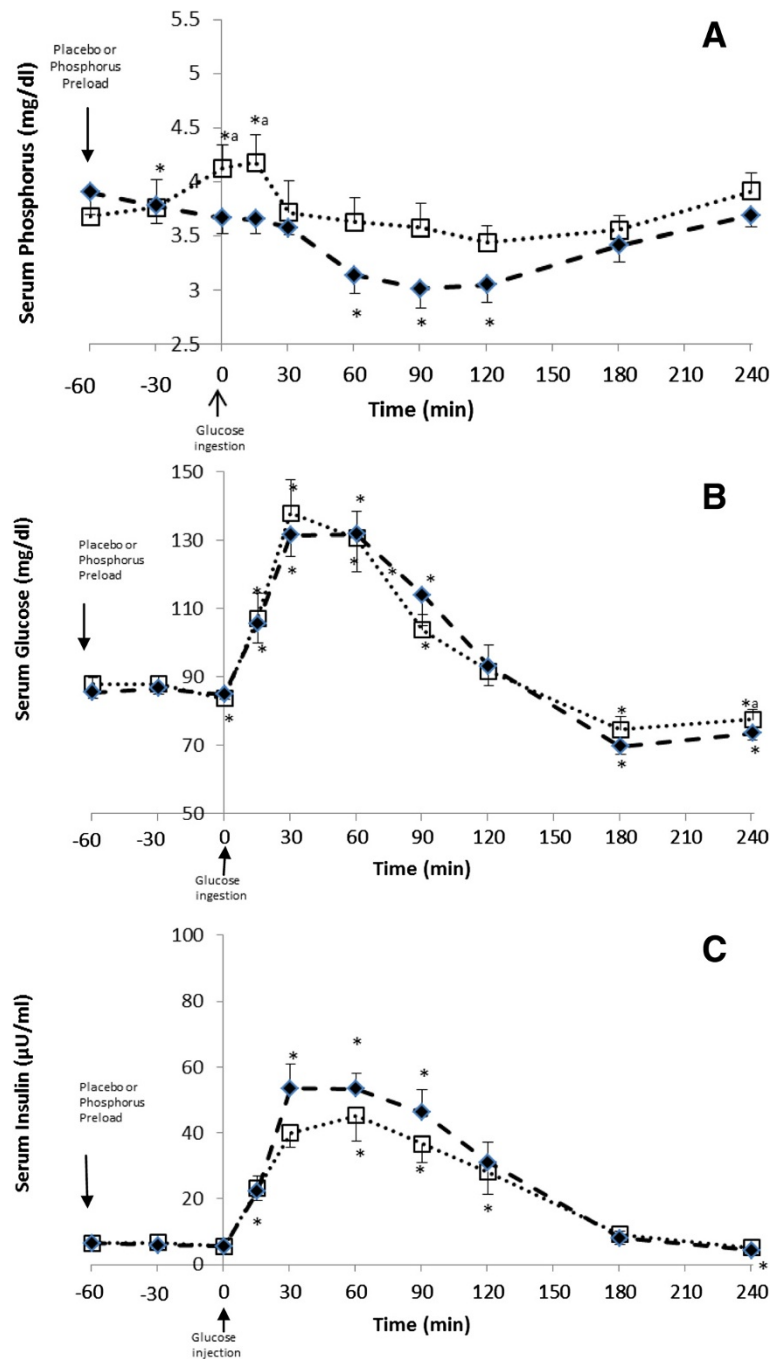 A
Placebo or
Phosphorus
Preload
Serum Phosphorus (mg/dl)
5.5
5
4.5
4
3.5
3
2.5
*
*a
*a
*
*
*
-60 -30 0 30 60 90 120 150 180 210 240
Time (min)
Glucose
ingestion
B
Placebo or
Phosphorus
Preload
Serum Glucose (mg/dl)
150
130
110
90
70
50
*
*
*
*
*
*
*
*
*
*
*
*
*a
*
-60 -30 0 30 60 90 120 150 180 210 240
Time (min)
Glucose
ingestion
C
Placebo or
Phosphorus
Preload
Serum Insulin (µU/ml)
100
80
60
40
20
0
*
*
*
*
*
*
*
*
-60 -30 0 30 60 90 120 150 180 210 240
Time (min)
Glucose
injection